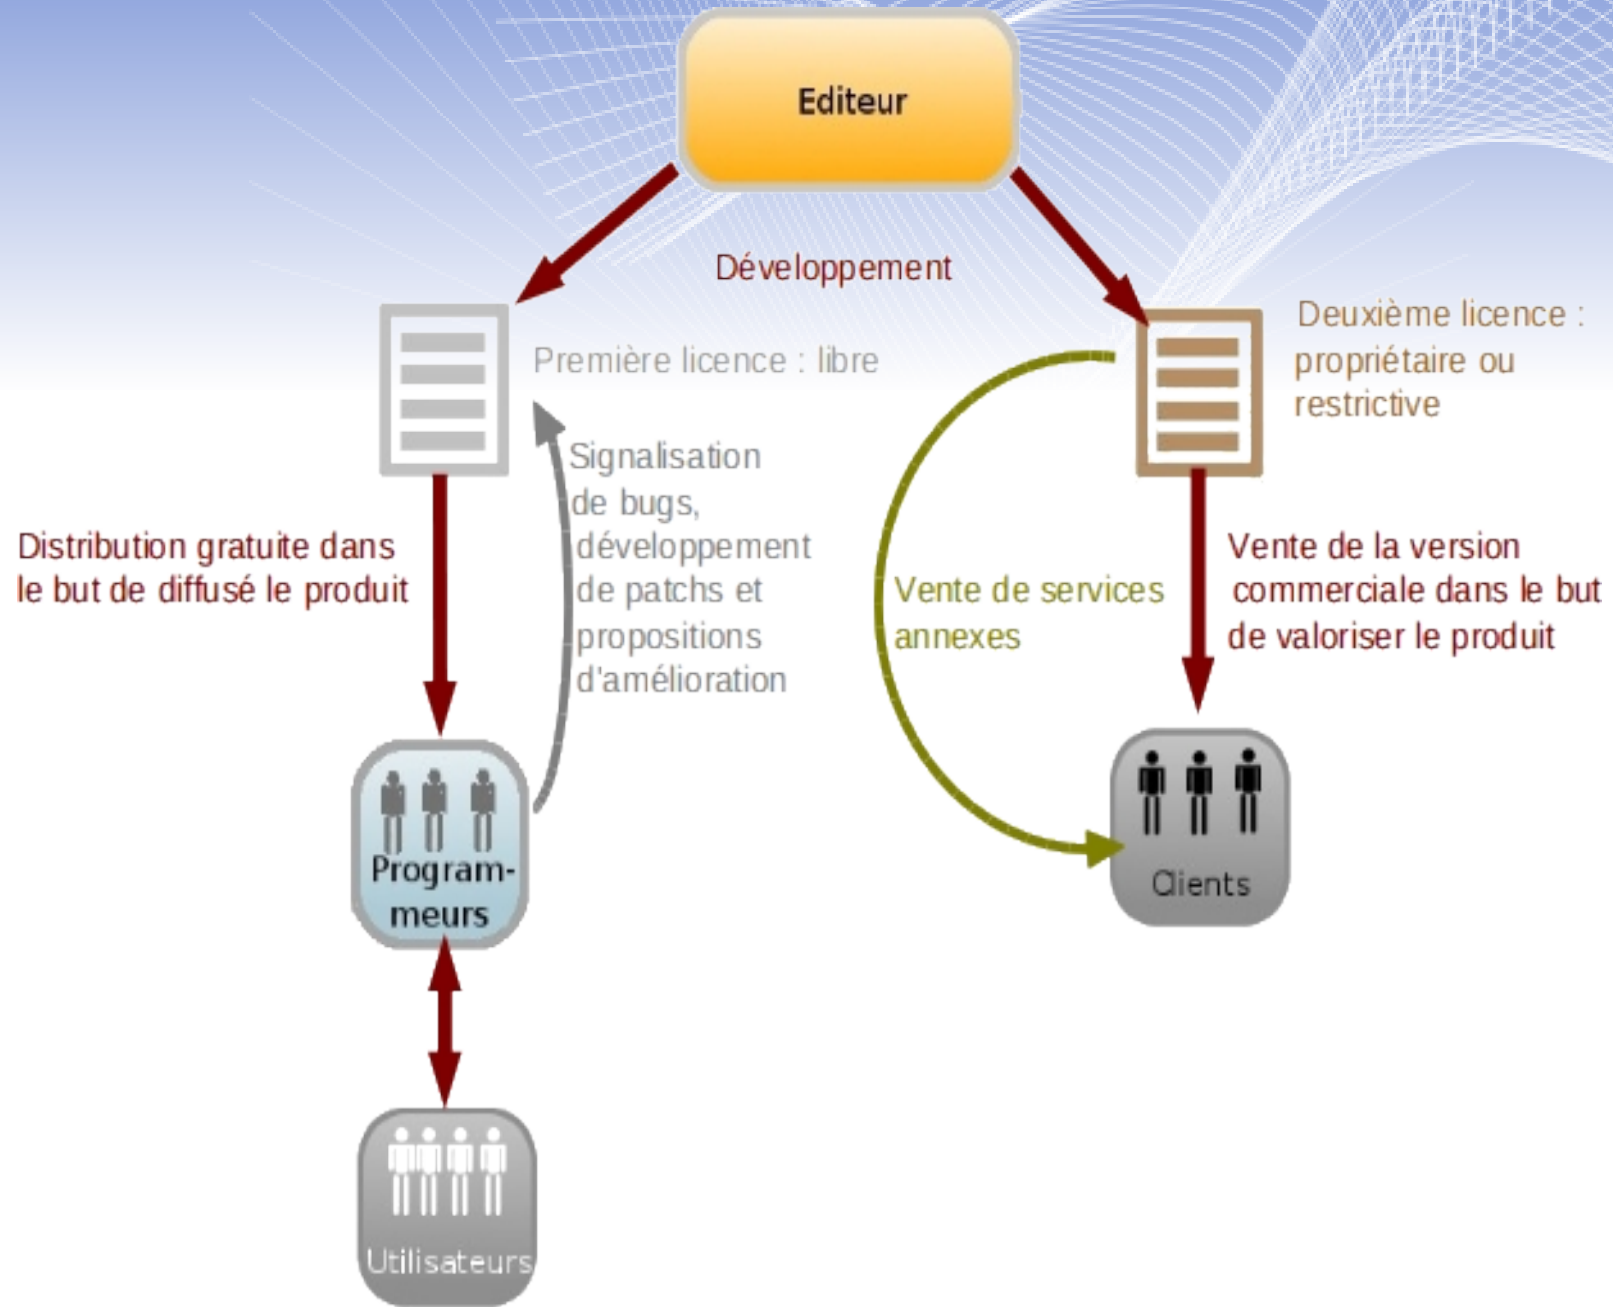 Editeur
Développement
Première licence : libre
Deuxième licence :
propriétaire ou
restrictive
Signalisation
de bugs,
développement
de patchs et
propositions
d'amélioration
Distribution gratuite dans
le but de diffusé le produit
Vente de services
annexes
Vente de la version
commerciale dans le but
de valoriser le produit
Program-
meurs
Clients
Utilisateurs